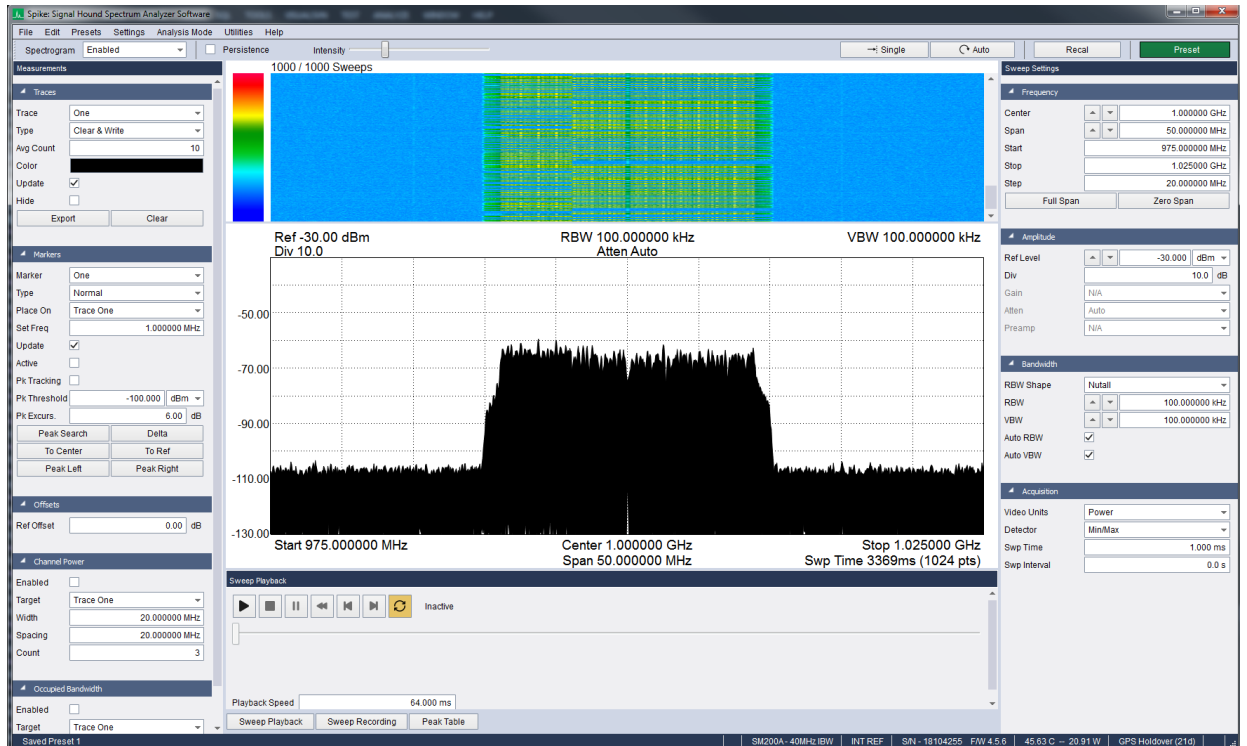 Spike: Signal Hound Spectrum Analyzer Software
File Edit Presets Settings Analysis Mode Utilities Help
Spectrogram Enabled Persistence Intensity Single Auto Recal Preset
Measurements
Traces
Trace One
Type Clear & Write
Avg Count 10
Color
Update
Hide
Export Clear
Markers
Marker One
Type Normal
Place On Trace One
Set Freq 1.000000 MHz
Update
Active
Pk Tracking
Pk Threshold -100.000 dBm
Pk Excurs. 6.00 dB
Peak Search Delta
To Center To Ref
Peak Left Peak Right
Offsets
Ref Offset 0.00 dB
Channel Power
Enabled
Target Trace One
Width 20.000000 MHz
Spacing 20.000000 MHz
Count 3
Occupied Bandwidth
Enabled
Target Trace One
1000 / 1000 Sweeps
Ref -30.00 dBm RBW 100.000000 kHz VBW 100.000000 kHz
Div 10.0 Atten Auto
-50.00
-70.00
-90.00
-110.00
-130.00
Start 975.000000 MHz Center 1.000000 GHz Stop 1.025000 GHz
Span 50.000000 MHz Swp Time 3369ms (1024 pts)
Sweep Playback
Inactive
Playback Speed 64.000 ms
Sweep Playback Sweep Recording Peak Table
Sweep Settings
Frequency
Center 1.000000 GHz
Span 50.000000 MHz
Start 975.000000 MHz
Stop 1.025000 GHz
Step 20.000000 MHz
Full Span Zero Span
Amplitude
Ref Level -30.000 dBm
Div 10.0 dB
Gain N/A
Atten Auto
Preamp N/A
Bandwidth
RBW Shape Nutall
RBW 100.000000 kHz
VBW 100.000000 kHz
Auto RBW
Auto VBW
Acquisition
Video Units Power
Detector Min/Max
Swp Time 1.000 ms
Swp Interval 0.0 s
Saved Preset 1 SM200A - 40MHz IBW INT REF S/N - 18104255 F/W 4.5.6 45.63 C -- 20.91 W GPS Holdover (21d)